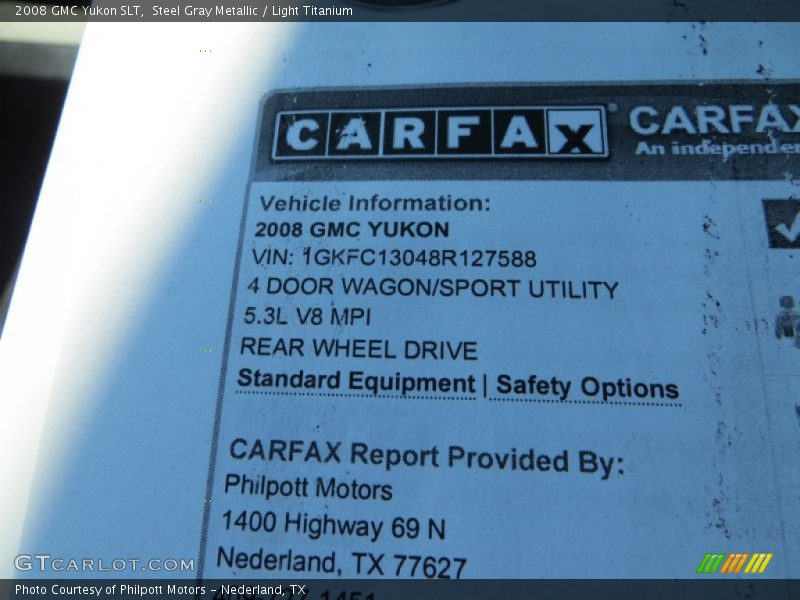 2008 GMC Yukon SLT,  Steel Gray Metallic / Light Titanium
CARFAX
CARFAX
An independen
Vehicle Information:
2008 GMC YUKON
VIN: 1GKFC13048R127588
4 DOOR WAGON/SPORT UTILITY
5.3L V8 MPI
REAR WHEEL DRIVE
Standard Equipment | Safety Options
CARFAX Report Provided By:
Philpott Motors
1400 Highway 69 N
Nederland, TX 77627
GTCARLOT.COM
Photo Courtesy of Philpott Motors - Nederland, TX